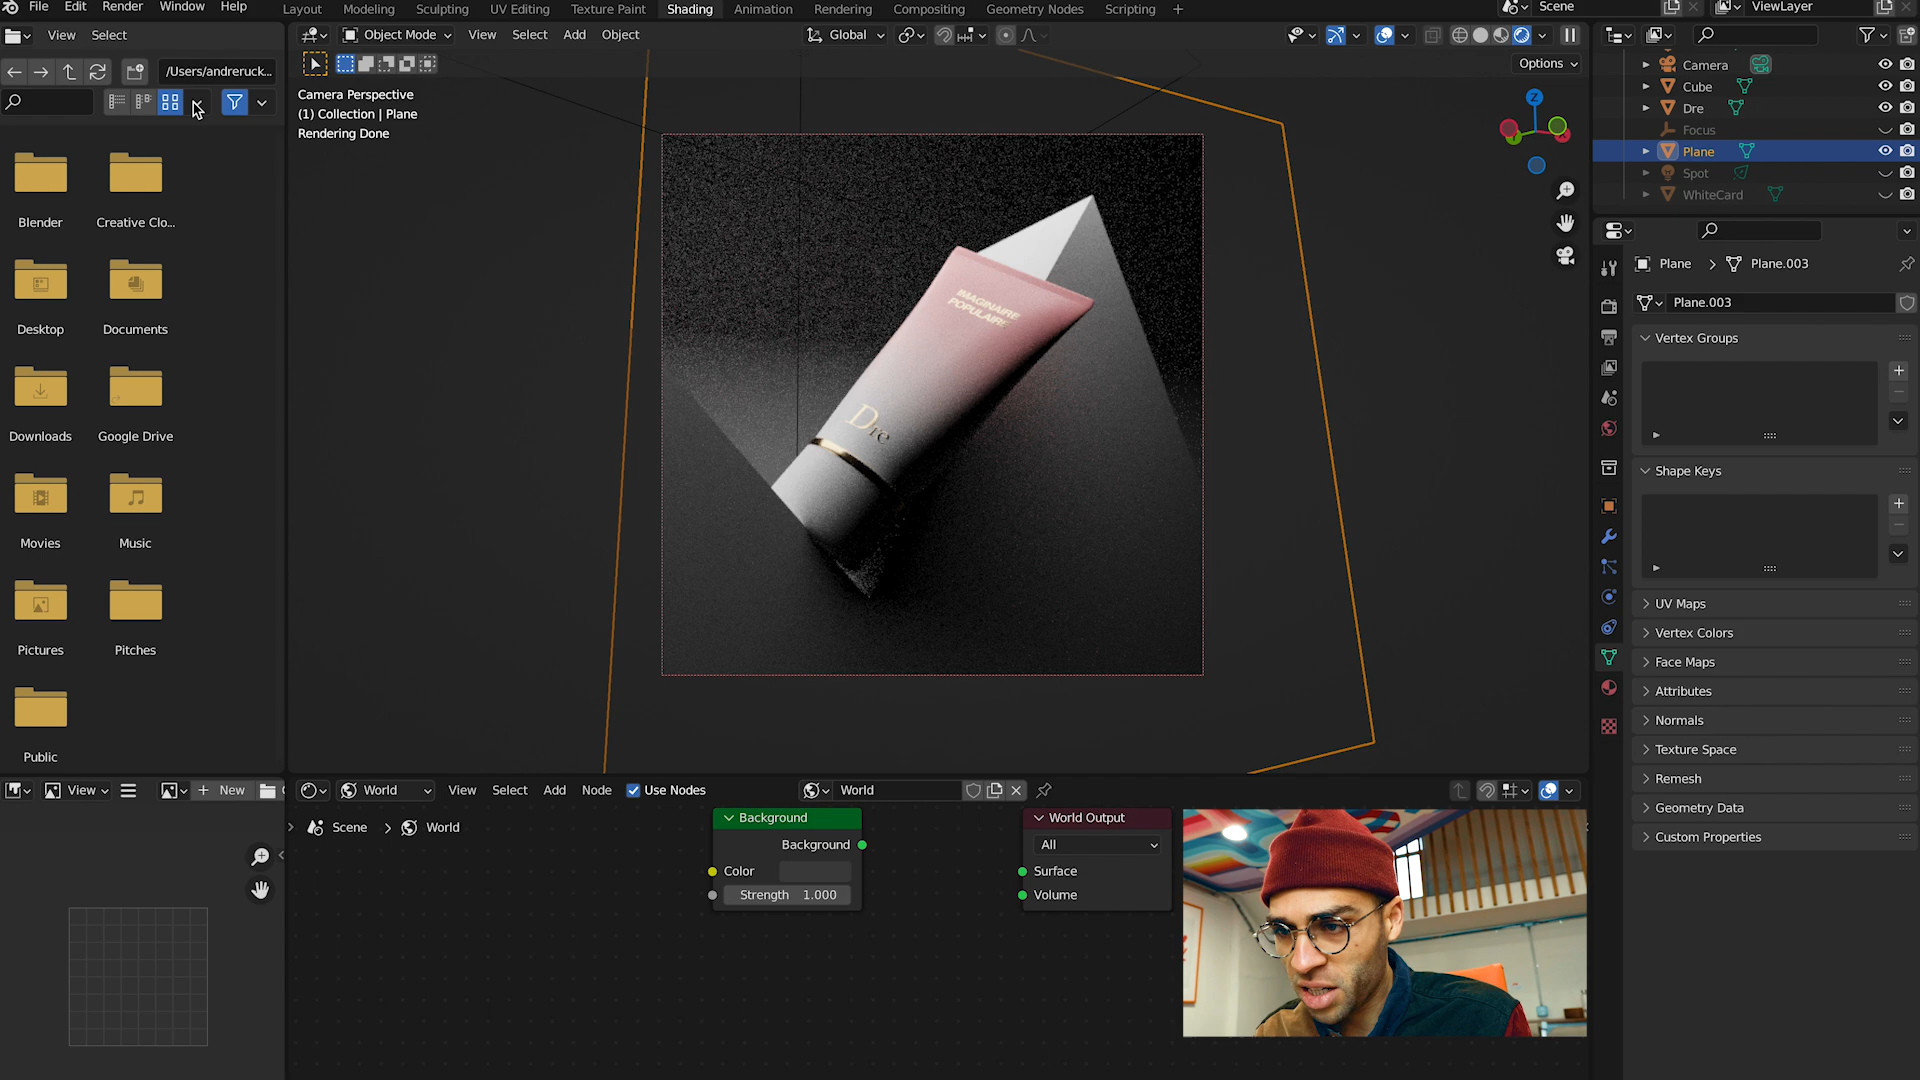 File Edit Render Window Help
Layout Modeling Sculpting UV Editing Texture Paint Shading Animation Rendering Compositing Geometry Nodes Scripting +
Scene
ViewLayer
View Select
Object Mode View Select Add Object
Global
/Users/andreruck...
Options
Camera Perspective
(1) Collection | Plane
Rendering Done
Z
Camera
Cube
Dre
Focus
Plane
Spot
WhiteCard
Blender
Creative Clo...
Desktop
Documents
Downloads
Google Drive
Movies
Music
Pictures
Pitches
Public
IMAGINAIRE
POPULAIRE
Dre
Plane > Plane.003
Plane.003
Vertex Groups
Shape Keys
UV Maps
Vertex Colors
Face Maps
Attributes
Normals
Texture Space
Remesh
Geometry Data
Custom Properties
View
+ New
World
View Select Add Node
Use Nodes
World
Scene > World
Background
Background
Color
Strength 1.000
World Output
All
Surface
Volume